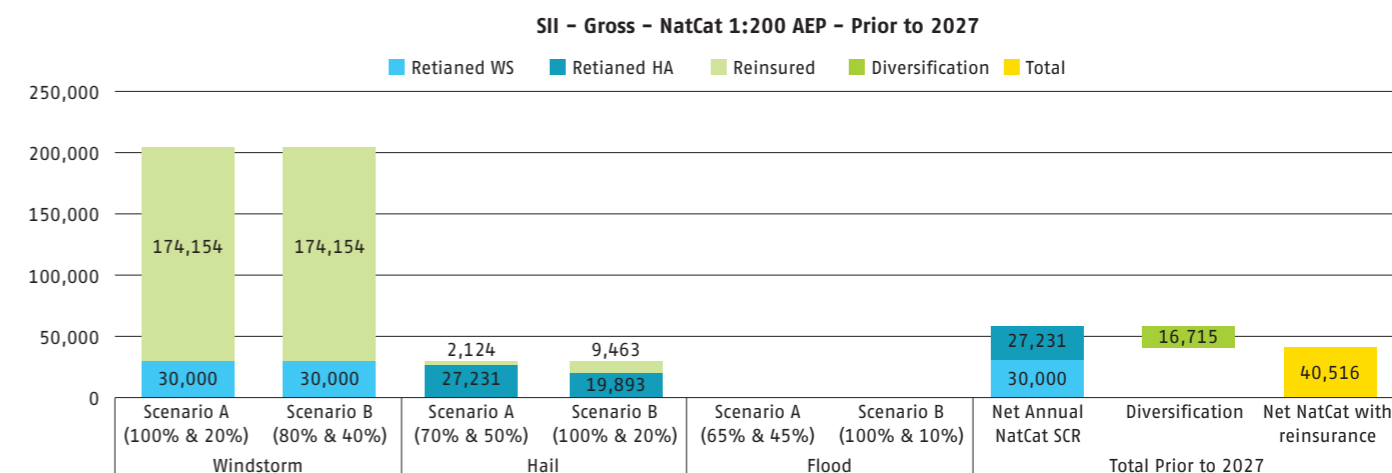 SII – Gross – NatCat 1:200 AEP – Prior to 2027
Retianed WS Retianed HA Reinsured Diversification Total
250,000
200,000
150,000
100,000
50,000
0
174,154 174,154
30,000 30,000
2,124 9,463
27,231 19,893
27,231 16,715
30,000 40,516
Scenario A Scenario B Scenario A Scenario B Scenario A Scenario B Net Annual Diversification Net NatCat with
(100% & 20%) (80% & 40%) (70% & 50%) (100% & 20%) (65% & 45%) (100% & 10%) NatCat SCR reinsurance
Windstorm Hail Flood Total Prior to 2027